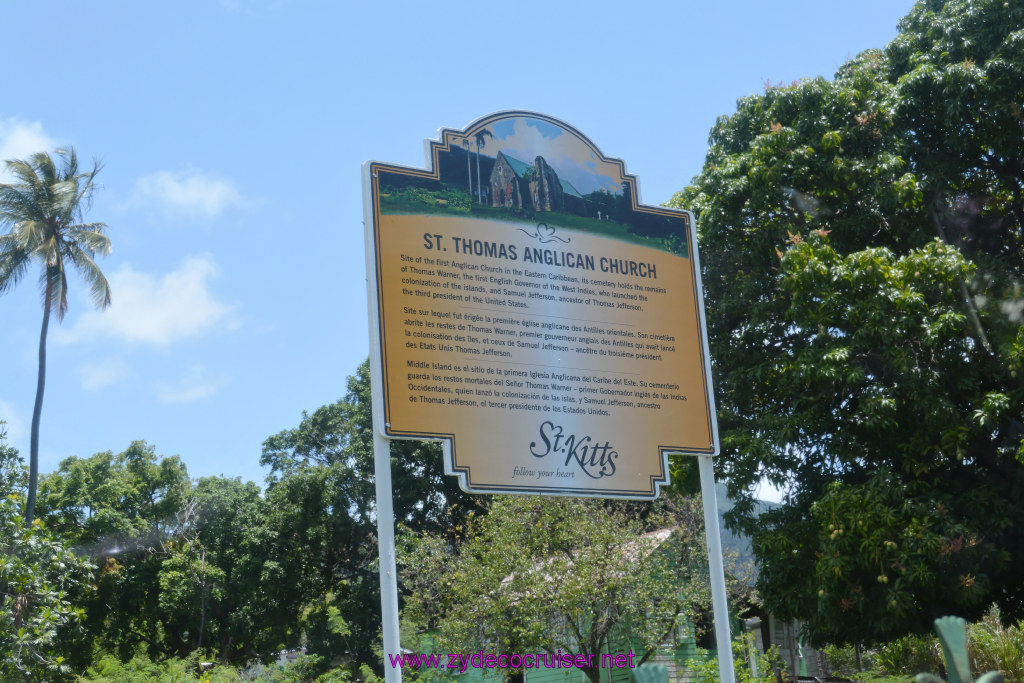 ST. THOMAS ANGLICAN CHURCH
Site of the first Anglican Church in the Eastern Caribbean, its cemetery holds the remains
of Thomas Warner, the first English Governor of the West Indies, who launched the
colonization of the islands, and Samuel Jefferson, ancestor of Thomas Jefferson,
the third president of the United States.
Site sur lequel fut érigée la première église anglicane des Antilles orientales. Son cimetière
abrite les restes de Thomas Warner, premier gouverneur anglais des Antilles qui avait lancé
la colonisation des îles, et ceux de Samuel Jefferson – ancêtre du troisième président
des Etats Unis Thomas Jefferson.
Middle Island es el sitio de la primera Iglesia Anglicana del Caribe del Este. Su cementerio
guarda los restos mortales del Señor Thomas Warner – primer Gobernador inglés de las Indias
Occidentales, quien lanzó la colonización de las islas, y Samuel Jefferson, ancestro
de Thomas Jefferson, el tercer presidente de los Estados Unidos.
St. Kitts
follow your heart
www.zydecocruiser.net